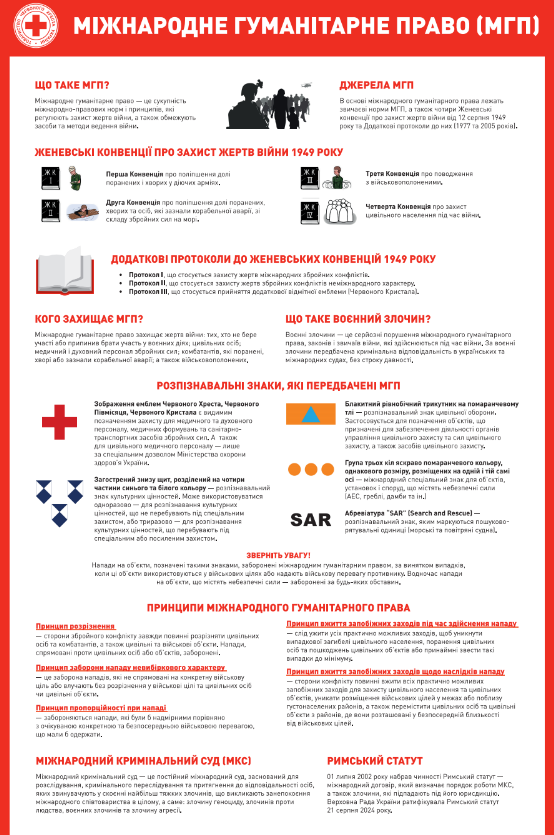 МІЖНАРОДНЕ ГУМАНІТАРНЕ ПРАВО (МГП)
ЩО ТАКЕ МГП?
Міжнародне гуманітарне право — це сукупність
міжнародно-правових норм і принципів, які
регулюють захист жертв війни, а також обмежують
засоби та методи ведення війни.
ДЖЕРЕЛА МГП
В основі міжнародного гуманітарного права лежать
звичаєві норми МГП, а також чотири Женевські
конвенції про захист жертв війни від 12 серпня 1949
року та Додаткові протоколи до них (1977 та 2005 років).
ЖЕНЕВСЬКІ КОНВЕНЦІЇ ПРО ЗАХИСТ ЖЕРТВ ВІЙНИ 1949 РОКУ
Ж К
I
Перша Конвенція про поліпшення долі
поранених і хворих у діючих арміях.
Ж К
II
Друга Конвенція про поліпшення долі поранених,
хворих та осіб, які зазнали корабельної аварії, зі
складу збройних сил на морі.
Ж К
III
Третя Конвенція про поводження
з військовополоненими.
Ж К
IV
Четверта Конвенція про захист
цивільного населення під час війни.
ДОДАТКОВІ ПРОТОКОЛИ ДО ЖЕНЕВСЬКИХ КОНВЕНЦІЙ 1949 РОКУ
• Протокол I, що стосується захисту жертв міжнародних збройних конфліктів.
• Протокол II, що стосується захисту жертв збройних конфліктів неміжнародного характеру.
• Протокол III, що стосується прийняття додаткової відмітної емблеми (Червоного Кристала).
КОГО ЗАХИЩАЄ МГП?
Міжнародне гуманітарне право захищає жертв війни: тих, хто не бере
участі або припинив брати участь у воєнних діях; цивільних осіб;
медичний і духовний персонал збройних сил; комбатантів, які поранені,
хворі або зазнали корабельної аварії; а також військовополонених.
ЩО ТАКЕ ВОЄННИЙ ЗЛОЧИН?
Воєнні злочини — це серйозні порушення міжнародного гуманітарного
права, законів і звичаїв війни, які здійснюються під час війни. За воєнні
злочини передбачена кримінальна відповідальність в українських та
міжнародних судах, без строку давності.
РОЗПІЗНАВАЛЬНІ ЗНАКИ, ЯКІ ПЕРЕДБАЧЕНІ МГП
Зображення емблем Червоного Хреста, Червоного
Півмісяця, Червоного Кристала є видимим
позначенням захисту для медичного та духовного
персоналу, медичних формувань та санітарно-
транспортних засобів збройних сил. А також
для цивільного медичного персоналу — лише
за спеціальним дозволом Міністерства охорони
здоров'я України.
Загострений знизу щит, розділений на чотири
частини синього та білого кольору — розпізнавальний
знак культурних цінностей. Може використовуватися
одноразово — для розпізнавання культурних
цінностей, що не перебувають під спеціальним
захистом, або триразово — для розпізнавання
культурних цінностей, що перебувають під
спеціальним або посиленим захистом.
Блакитний рівнобічний трикутник на помаранчевому
тлі — розпізнавальний знак цивільної оборони.
Застосовується для позначення об'єктів, що
призначені для забезпечення діяльності органів
управління цивільного захисту та сил цивільного
захисту, а також засобів цивільного захисту.
Група трьох кіл яскраво помаранчевого кольору,
однакового розміру, розміщених на одній і тій самій
осі — міжнародний спеціальний знак для об'єктів,
установок і споруд, що містять небезпечні сили
(АЕС, греблі, дамби та ін.)
SAR
Абревіатура "SAR" (Search and Rescue) —
розпізнавальний знак, яким маркуються пошуково-
рятувальні одиниці (морські та повітряні судна).
ЗВЕРНІТЬ УВАГУ!
Напади на об'єкти, позначені такими знаками, заборонені міжнародним гуманітарним правом, за винятком випадків,
коли ці об'єкти використовуються у військових цілях або надають військову перевагу противнику. Водночас напади
на об'єкти, що містять небезпечні сили — заборонені за будь-яких обставин.
ПРИНЦИПИ МІЖНАРОДНОГО ГУМАНІТАРНОГО ПРАВА
Принцип розрізнення
— сторони збройного конфлікту завжди повинні розрізняти цивільних
осіб та комбатантів, а також цивільні та військові об'єкти. Напади,
спрямовані проти цивільних осіб або об'єктів, заборонені.
Принцип заборони нападу невибіркового характеру
— це заборона нападів, які не спрямовані на конкретну військову
ціль або влучають без розрізнення у військові цілі та цивільних осіб
чи цивільні об'єкти.
Принцип пропорційності при нападі
— забороняються напади, які були б надмірними порівняно
з очікуваною конкретною та безпосередньою військовою перевагою,
що мали б одержати.
Принцип вжиття запобіжних заходів під час здійснення нападу
— слід ужити усіх практично можливих заходів, щоб уникнути
випадкової загибелі цивільного населення, поранення цивільних
осіб та пошкоджень цивільних об'єктів або принаймні звести такі
випадки до мінімуму.
Принцип вжиття запобіжних заходів щодо наслідків нападу
— сторони конфлікту повинні вжити всіх практично можливих
запобіжних заходів для захисту цивільного населення та цивільних
об'єктів, уникати розміщення військових цілей у межах або поблизу
густонаселених районів, а також перемістити цивільних осіб та цивільні
об'єкти з районів, де вони розташовані у безпосередній близькості
від військових цілей.
МІЖНАРОДНИЙ КРИМІНАЛЬНИЙ СУД (МКС)
Міжнародний кримінальний суд — це постійний міжнародний суд, заснований для
розслідування, кримінального переслідування та притягнення до відповідальності осіб,
яких звинувачують у скоєнні найбільш тяжких злочинів, що викликають занепокоєння
міжнародного співтовариства в цілому, а саме: злочину геноциду, злочинів проти
людства, воєнних злочинів та злочину агресії.
РИМСЬКИЙ СТАТУТ
01 липня 2002 року набрав чинності Римський статут —
міжнародний договір, який визначає порядок роботи МКС,
а також злочини, які підпадають під його юрисдикцію.
Верховна Рада України ратифікувала Римський статут
21 серпня 2024 року.